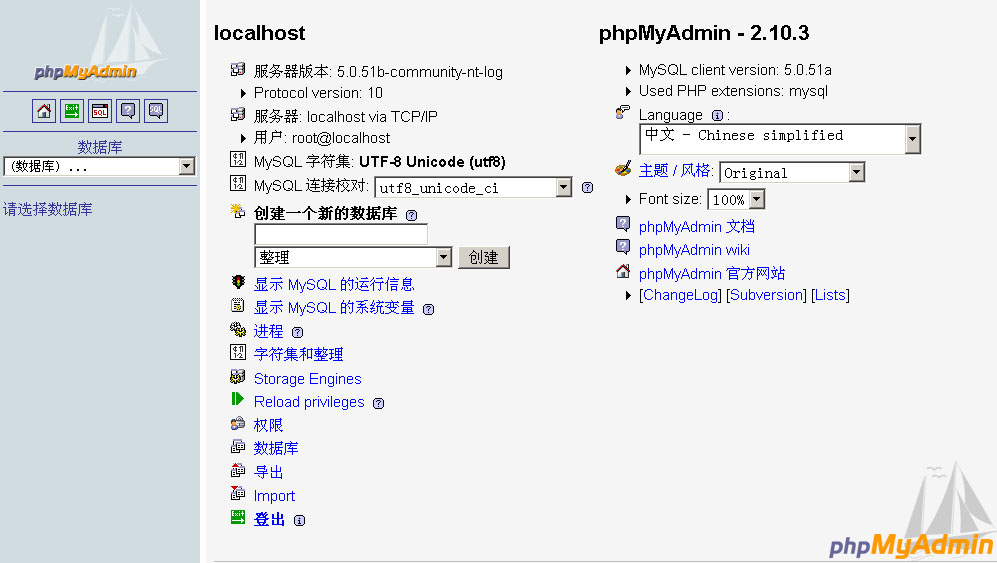 phpMyAdmin
Exit
SQL
?
SQL
数据库
(数据库) ...
请选择数据库
localhost
服务器版本: 5.0.51b-community-nt-log
Protocol version: 10
服务器: localhost via TCP/IP
用户: root@localhost
MySQL 字符集: UTF-8 Unicode (utf8)
MySQL 连接校对: utf8_unicode_ci
创建一个新的数据库
整理 创建
显示 MySQL 的运行信息
显示 MySQL 的系统变量
进程
字符集和整理
Storage Engines
Reload privileges
权限
数据库
导出
Import
登出
phpMyAdmin - 2.10.3
MySQL client version: 5.0.51a
Used PHP extensions: mysql
Language :
中文 - Chinese simplified
主题 / 风格: Original
Font size: 100%
phpMyAdmin 文档
phpMyAdmin wiki
phpMyAdmin 官方网站
[ChangeLog] [Subversion] [Lists]
phpMyAdmin